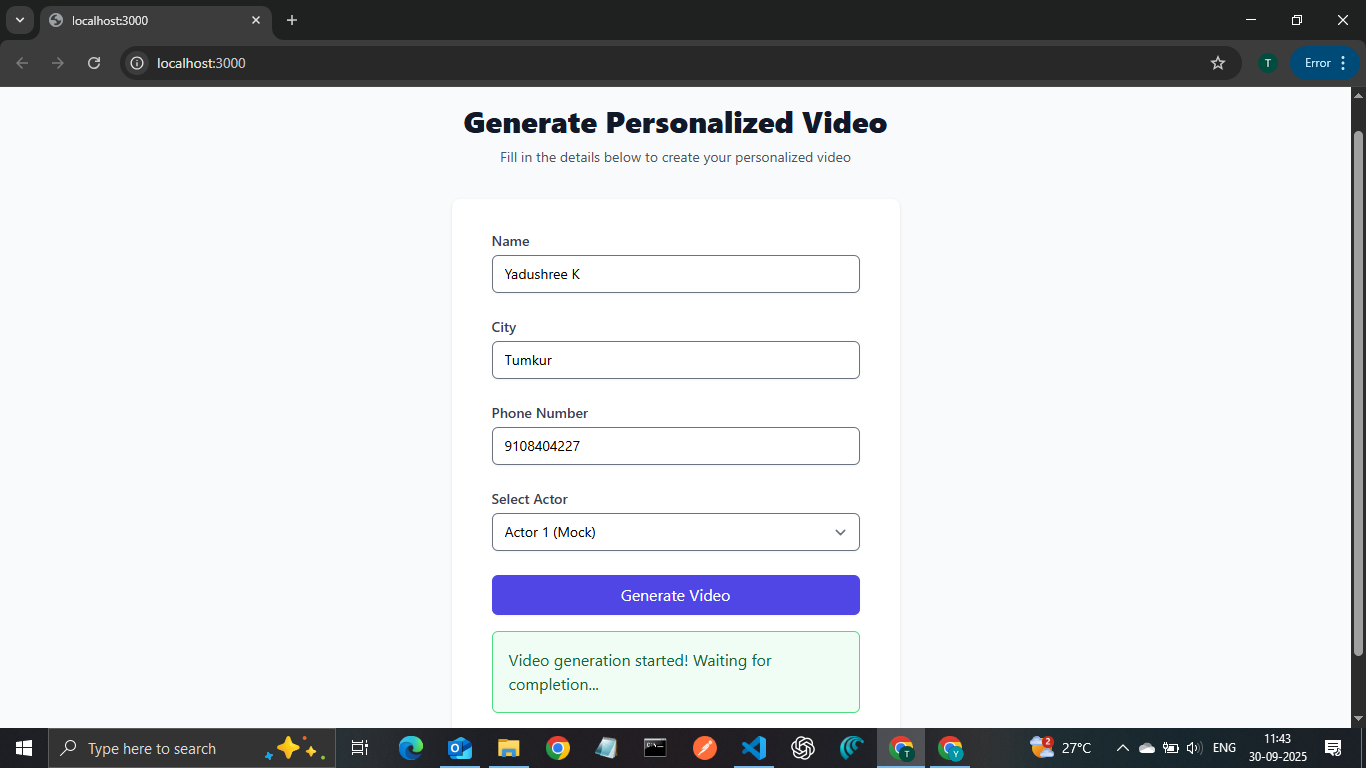 localhost:3000
localhost:3000
T
Error
Generate Personalized Video
Fill in the details below to create your personalized video
Name
Yadushree K
City
Tumkur
Phone Number
9108404227
Select Actor
Actor 1 (Mock)
Generate Video
Video generation started! Waiting for
completion...
Type here to search
T
Y
2
27°C
ENG
11:43
30-09-2025